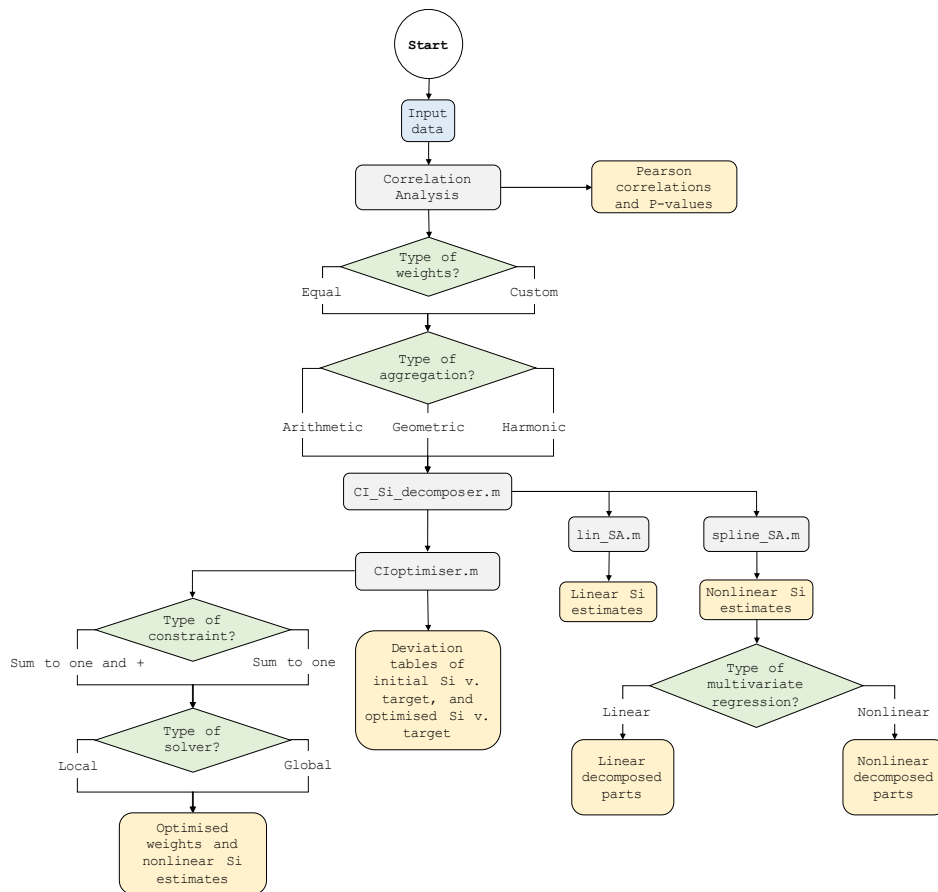 Start
Input
data
Correlation
Analysis
Pearson
correlations
and P-values
Type of
weights?
Equal
Custom
Type of
aggregation?
Arithmetic
Geometric
Harmonic
CI_Si_decomposer.m
lin_SA.m
spline_SA.m
CIoptimiser.m
Linear Si
estimates
Nonlinear Si
estimates
Type of
constraint?
Sum to one and +
Sum to one
Deviation
tables of
initial Si v.
target, and
optimised Si v.
target
Type of
multivariate
regression?
Linear
Nonlinear
Type of
solver?
Local
Global
Linear
decomposed
parts
Nonlinear
decomposed
parts
Optimised
weights and
nonlinear Si
estimates